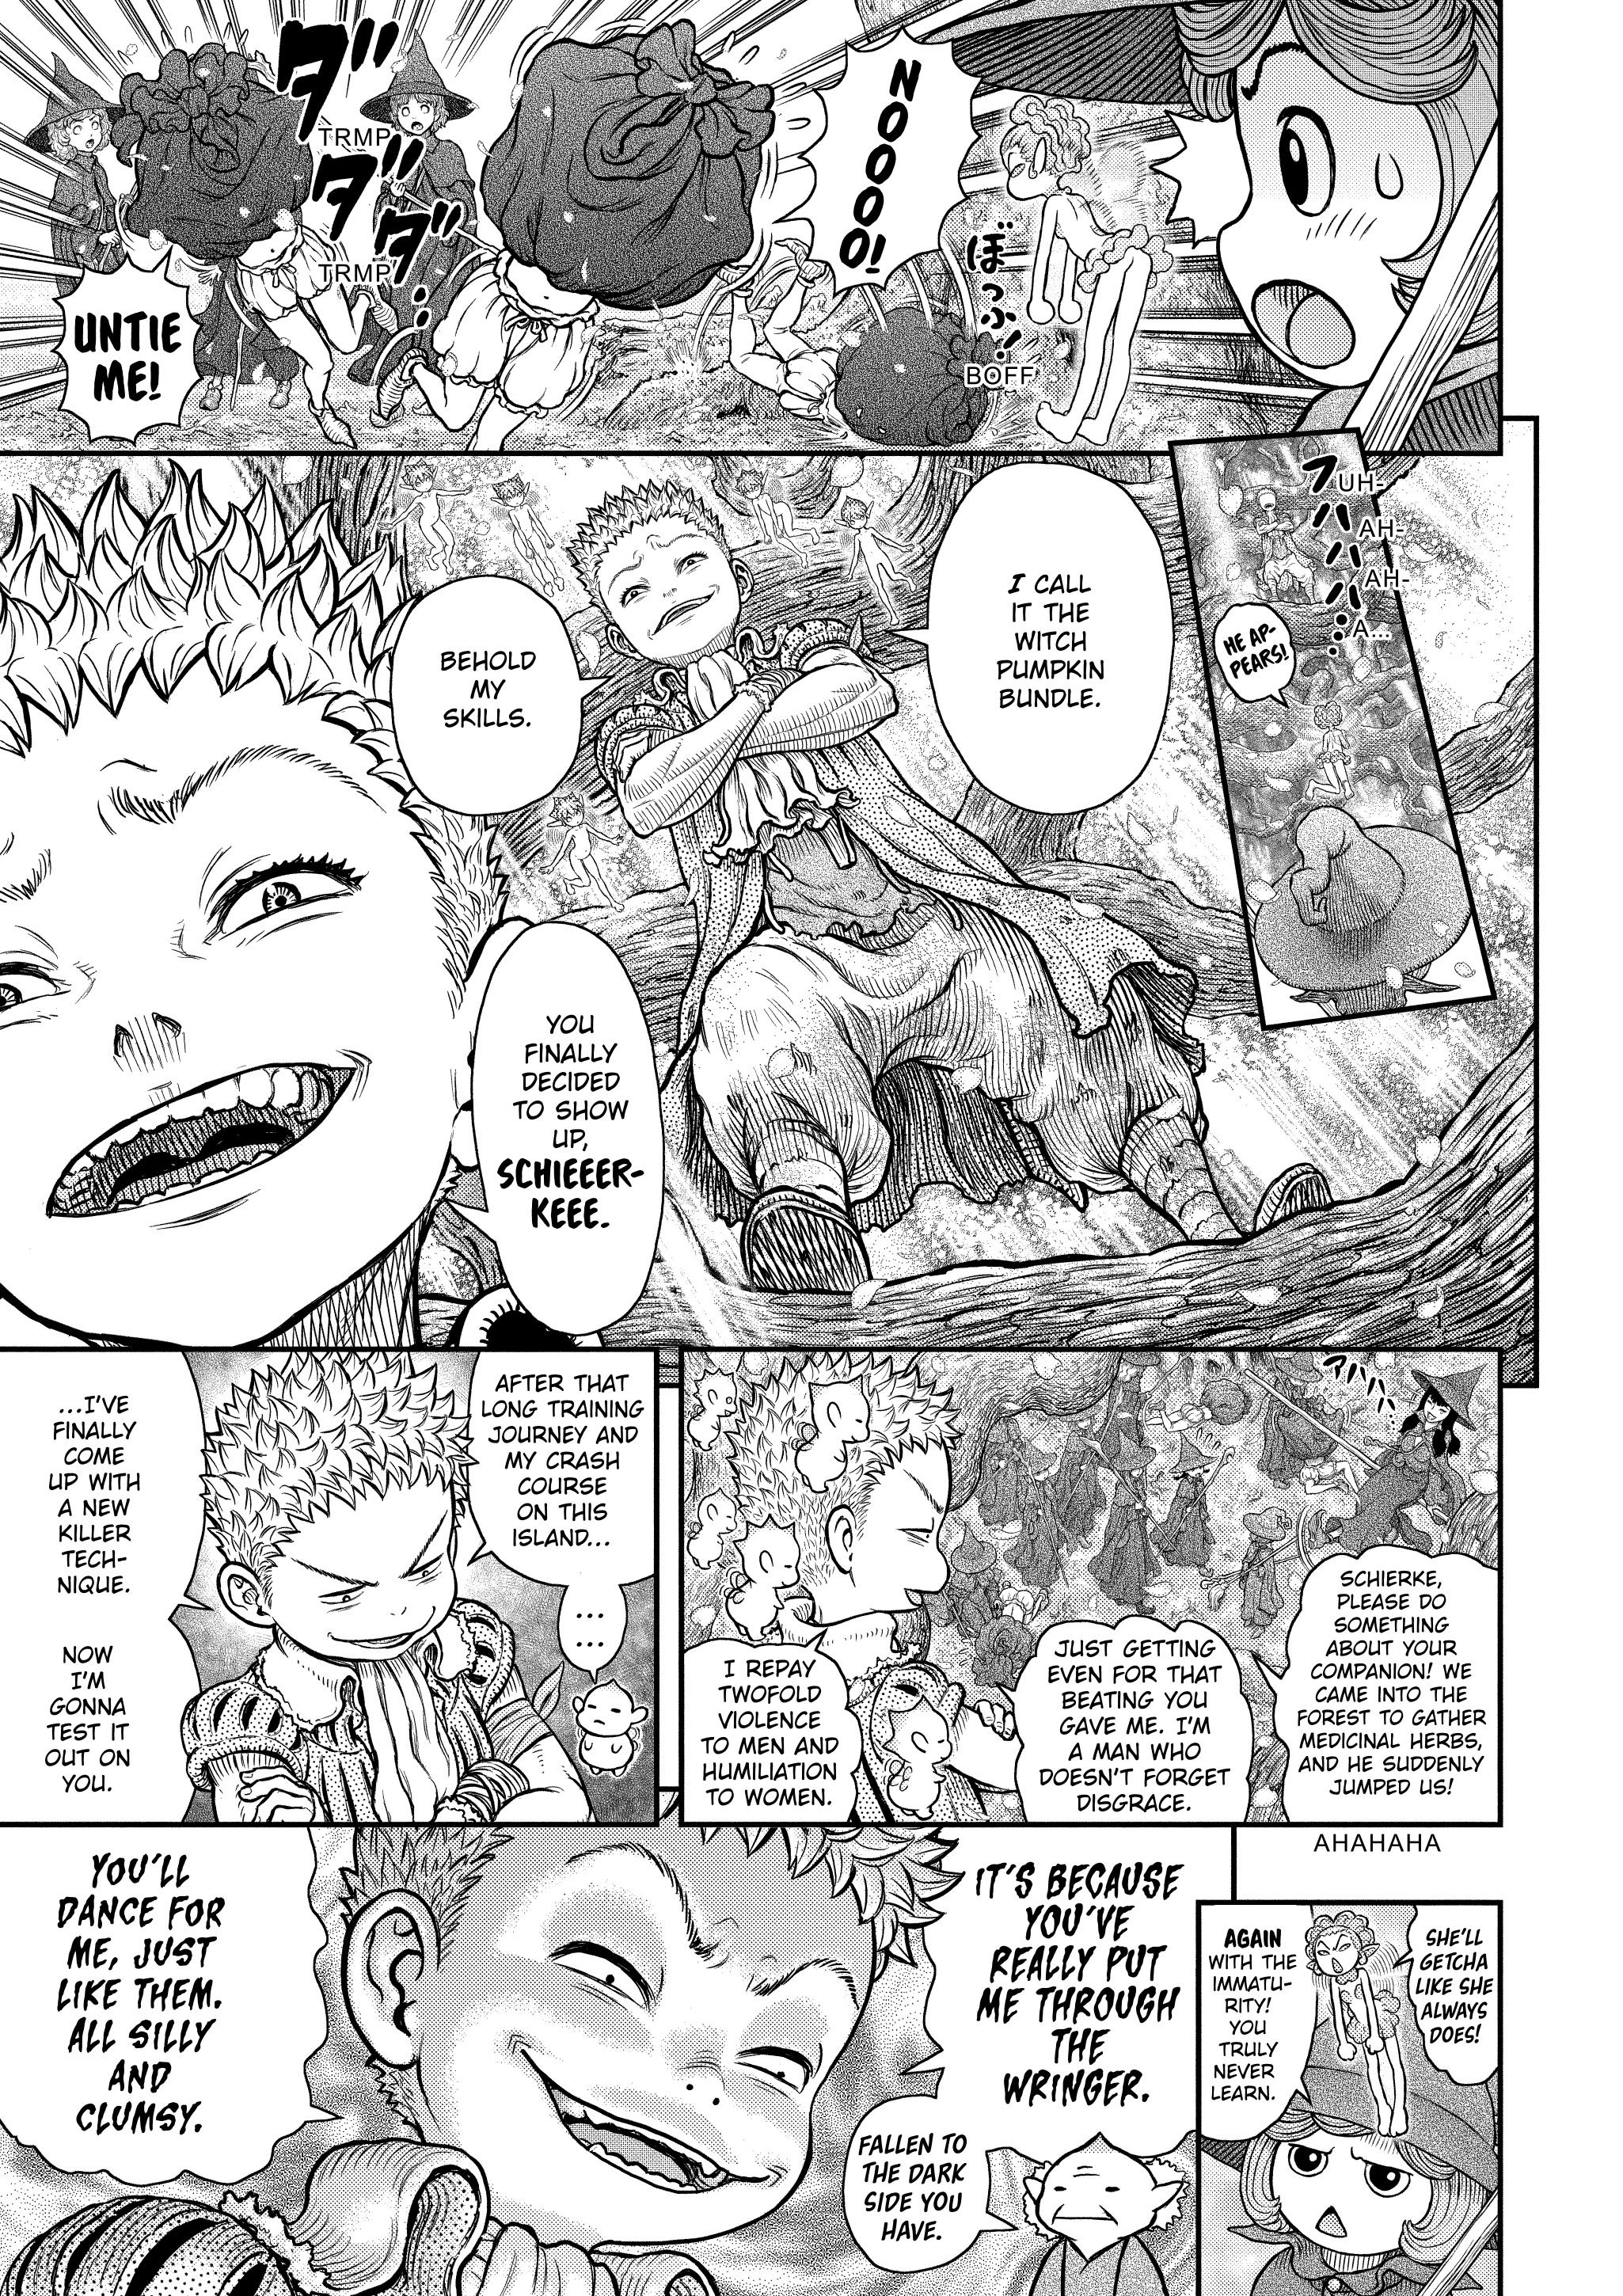 NOOOO!
ぼっふ!
BOFF
ダ
TRMP
ダ
ダッ...
TRMP
UNTIE
ME!
フハハハ...
UH-
AH-
AH-
A...
HE AP-
PEARS!
I CALL
IT THE
WITCH
PUMPKIN
BUNDLE.
BEHOLD
MY
SKILLS.
YOU
FINALLY
DECIDED
TO SHOW
UP,
SCHIEEER-
KEEE.
アハハハ...
SCHIERKE,
PLEASE DO
SOMETHING
ABOUT YOUR
COMPANION! WE
CAME INTO THE
FOREST TO GATHER
MEDICINAL HERBS,
AND HE SUDDENLY
JUMPED US!
AHAHAHA
JUST GETTING
EVEN FOR THAT
BEATING YOU
GAVE ME. I'M
A MAN WHO
DOESN'T FORGET
DISGRACE.
I REPAY
TWOFOLD
VIOLENCE
TO MEN AND
HUMILIATION
TO WOMEN.
AFTER THAT
LONG TRAINING
JOURNEY AND
MY CRASH
COURSE
ON THIS
ISLAND...
...
...
...I'VE
FINALLY
COME
UP WITH
A NEW
KILLER
TECH-
NIQUE.
NOW
I'M
GONNA
TEST IT
OUT ON
YOU.
SHE'LL
GETCHA
LIKE SHE
ALWAYS
DOES!
AGAIN
WITH THE
IMMATU-
RITY!
YOU
TRULY
NEVER
LEARN.
IT'S BECAUSE
YOU'VE
REALLY PUT
ME THROUGH
THE
WRINGER.
FALLEN TO
THE DARK
SIDE YOU
HAVE.
YOU'LL
DANCE FOR
ME, JUST
LIKE THEM.
ALL SILLY
AND
CLUMSY.